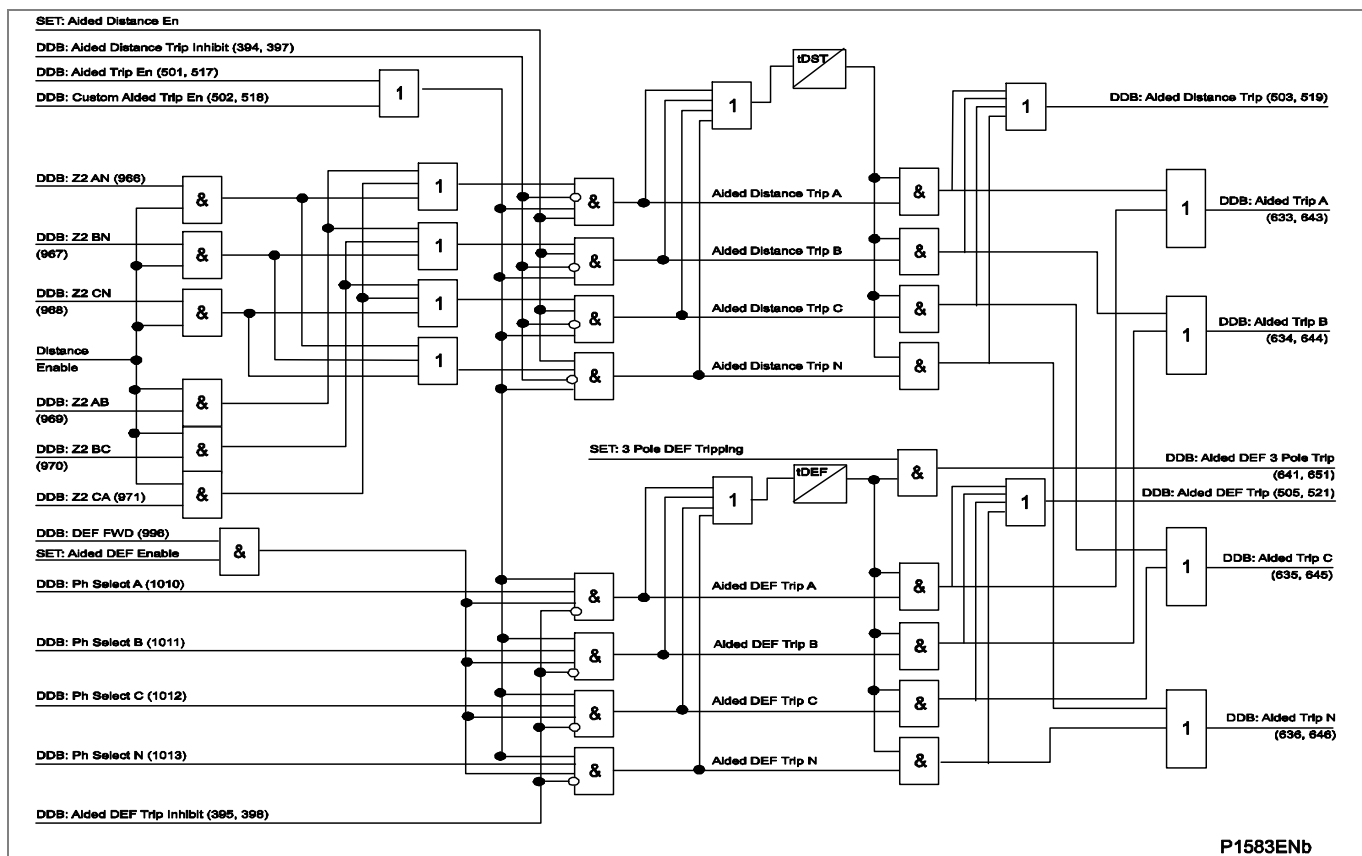 SET: Aided Distance En
DDB: Aided Distance Trip Inhibit (394, 397)
DDB: Aided Trip En (501, 517)
DDB: Custom Aided Trip En (502, 518)
1
1
tDST
1
DDB: Aided Distance Trip (503, 519)
DDB: Z2 AN (966)
&
1
&
Aided Distance Trip A
&
1
DDB: Aided Trip A
(633, 643)
DDB: Z2 BN
(967)
&
1
&
Aided Distance Trip B
&
DDB: Z2 CN
(968)
&
1
&
Aided Distance Trip C
&
1
DDB: Aided Trip B
(634, 644)
Distance
Enable
1
&
Aided Distance Trip N
&
DDB: Z2 AB
(969)
&
DDB: Z2 BC
(970)
&
DDB: Z2 CA (971)
&
SET: 3 Pole DEF Tripping
&
DDB: Aided DEF 3 Pole Trip
(641, 651)
1
tDEF
1
DDB: Aided DEF Trip (505, 521)
DDB: DEF FWD (996)
SET: Aided DEF Enable
&
DDB: Ph Select A (1010)
&
Aided DEF Trip A
&
1
DDB: Aided Trip C
(635, 645)
DDB: Ph Select B (1011)
&
Aided DEF Trip B
&
DDB: Ph Select C (1012)
&
Aided DEF Trip C
&
DDB: Ph Select N (1013)
&
Aided DEF Trip N
&
1
DDB: Aided Trip N
(636, 646)
DDB: Aided DEF Trip Inhibit (395, 398)
P1583ENb